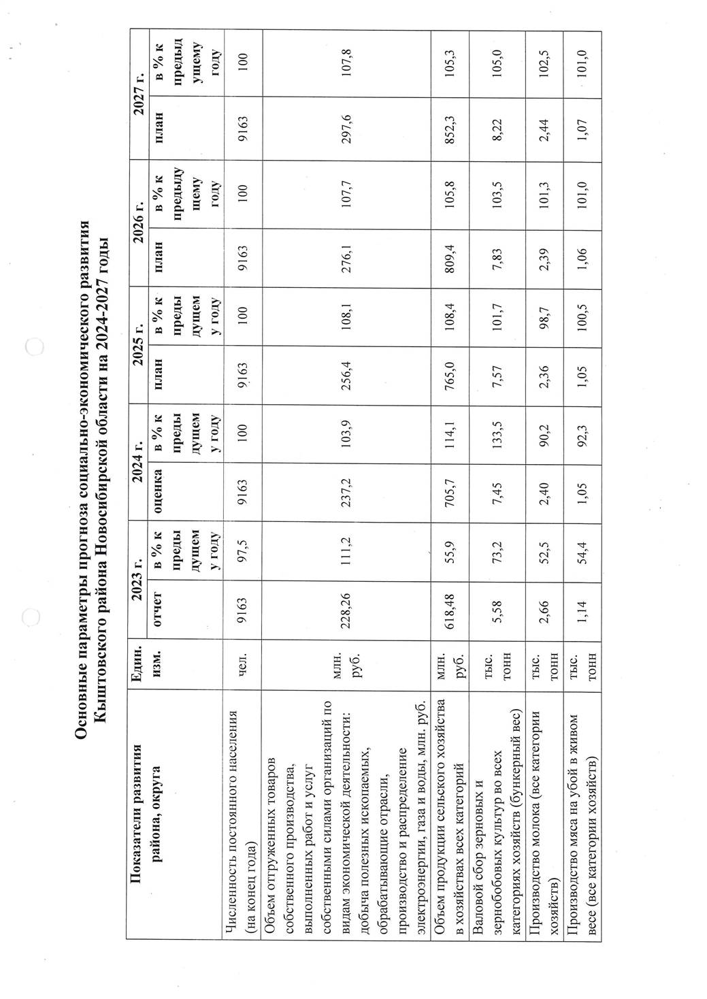 Основные параметры прогноза социально-экономического развития
Кыштовского района Новосибирской области на 2024-2027 годы
Показатели развития
района, округа
Един.
изм.
2023 г.
2024 г.
2025 г.
2026 г.
2027 г.
отчет
в % к
преды
дущем
у году
оценка
в % к
преды
дущем
у году
план
в % к
преды
дущем
у году
план
в % к
предыду
щему
году
план
в % к
предыд
ущему
году
Численность постоянного населения
(на конец года)
чел.
9163
97,5
9163
100
9163
100
9163
100
9163
100
Объем отгруженных товаров
собственного производства,
выполненных работ и услуг
собственными силами организаций по
видам экономической деятельности:
добыча полезных ископаемых,
обрабатывающие отрасли,
производство и распределение
электроэнергии, газа и воды, млн. руб.
млн.
руб.
228,26
111,2
237,2
103,9
256,4
108,1
276,1
107,7
297,6
107,8
Объем продукции сельского хозяйства
в хозяйствах всех категорий
млн.
руб.
618,48
55,9
705,7
114,1
765,0
108,4
809,4
105,8
852,3
105,3
Валовой сбор зерновых и
зернобобовых культур во всех
категориях хозяйств (бункерный вес)
тыс.
тонн
5,58
73,2
7,45
133,5
7,57
101,7
7,83
103,5
8,22
105,0
Производство молока (все категории
хозяйств)
тыс.
тонн
2,66
52,5
2,40
90,2
2,36
98,7
2,39
101,3
2,44
102,5
Производство мяса на убой в живом
весе (все категории хозяйств)
тыс.
тонн
1,14
54,4
1,05
92,3
1,05
100,5
1,06
101,0
1,07
101,0